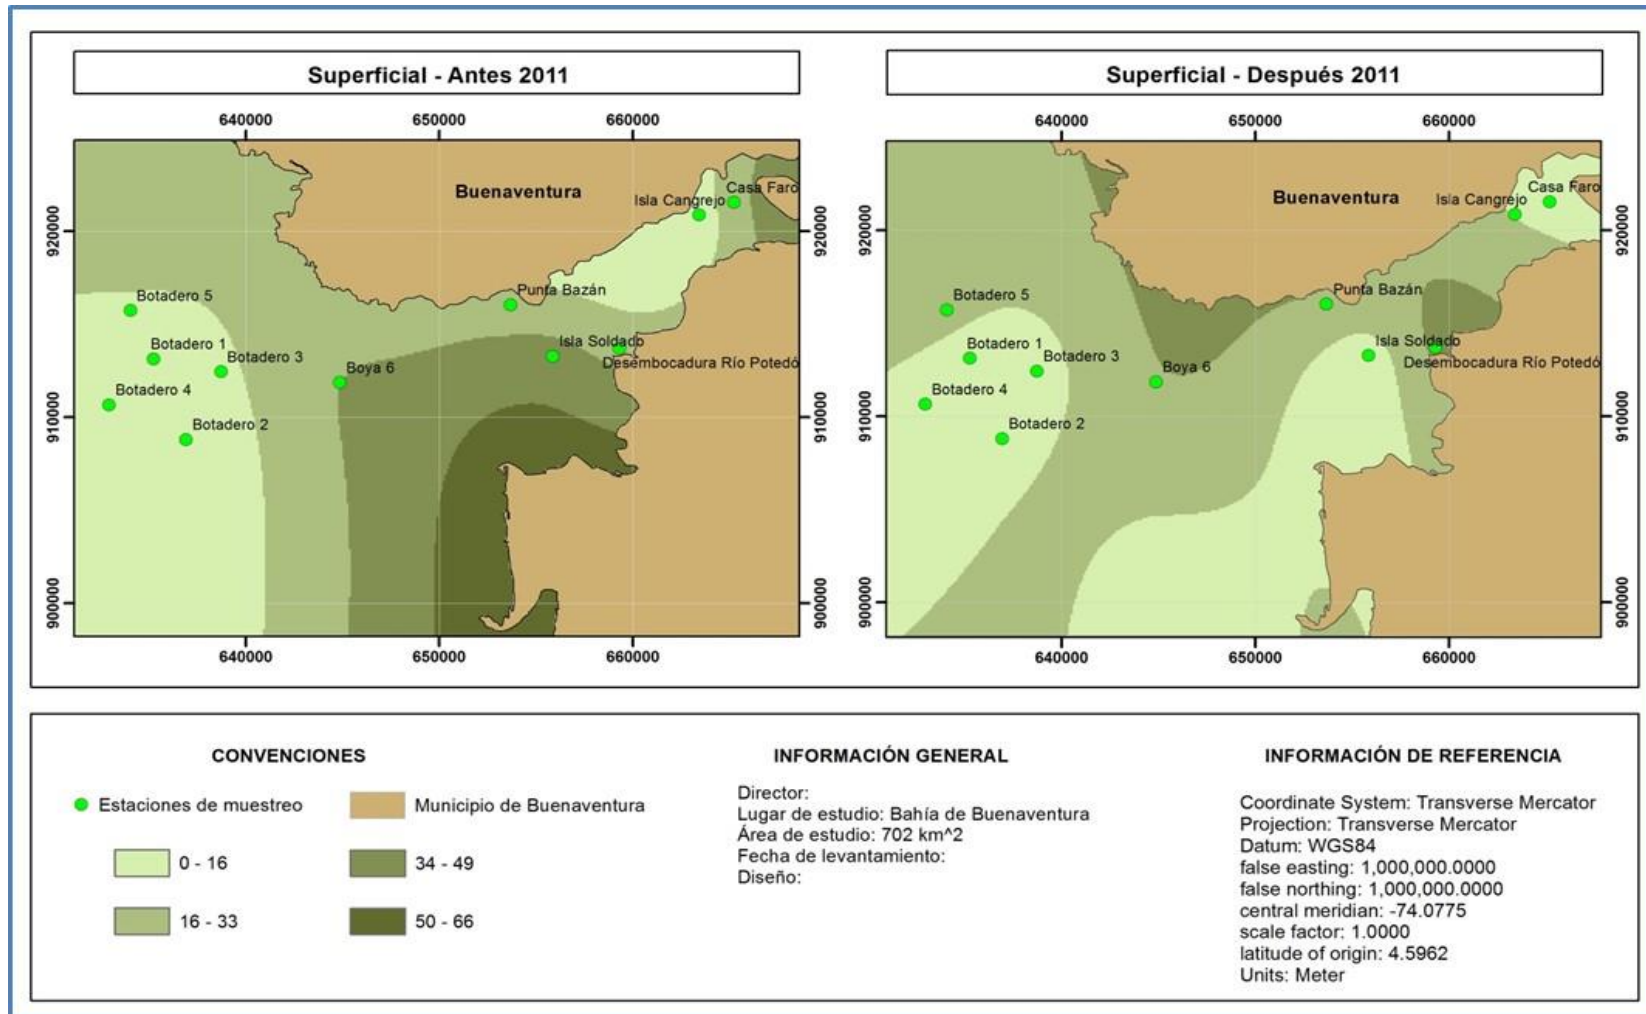 Superficial - Antes 2011
640000
650000
660000
920000
910000
900000
Buenaventura
Casa Faro
Isla Cangrejo
Botadero 5
Punta Bazán
Botadero 1
Botadero 3
Isla Soldado
Desembocadura Río Potedó
Boya 6
Botadero 4
Botadero 2
920000
910000
900000
640000
650000
660000
Superficial - Después 2011
640000
650000
660000
920000
910000
900000
Buenaventura
Casa Faro
Isla Cangrejo
Botadero 5
Punta Bazán
Botadero 1
Botadero 3
Isla Soldado
Desembocadura Río Potedó
Boya 6
Botadero 4
Botadero 2
920000
910000
900000
640000
650000
660000
CONVENCIONES
Estaciones de muestreo
Municipio de Buenaventura
0 - 16
34 - 49
16 - 33
50 - 66
INFORMACIÓN GENERAL
Director:
Lugar de estudio: Bahía de Buenaventura
Área de estudio: 702 km^2
Fecha de levantamiento:
Diseño:
INFORMACIÓN DE REFERENCIA
Coordinate System: Transverse Mercator
Projection: Transverse Mercator
Datum: WGS84
false easting: 1,000,000.0000
false northing: 1,000,000.0000
central meridian: -74.0775
scale factor: 1.0000
latitude of origin: 4.5962
Units: Meter